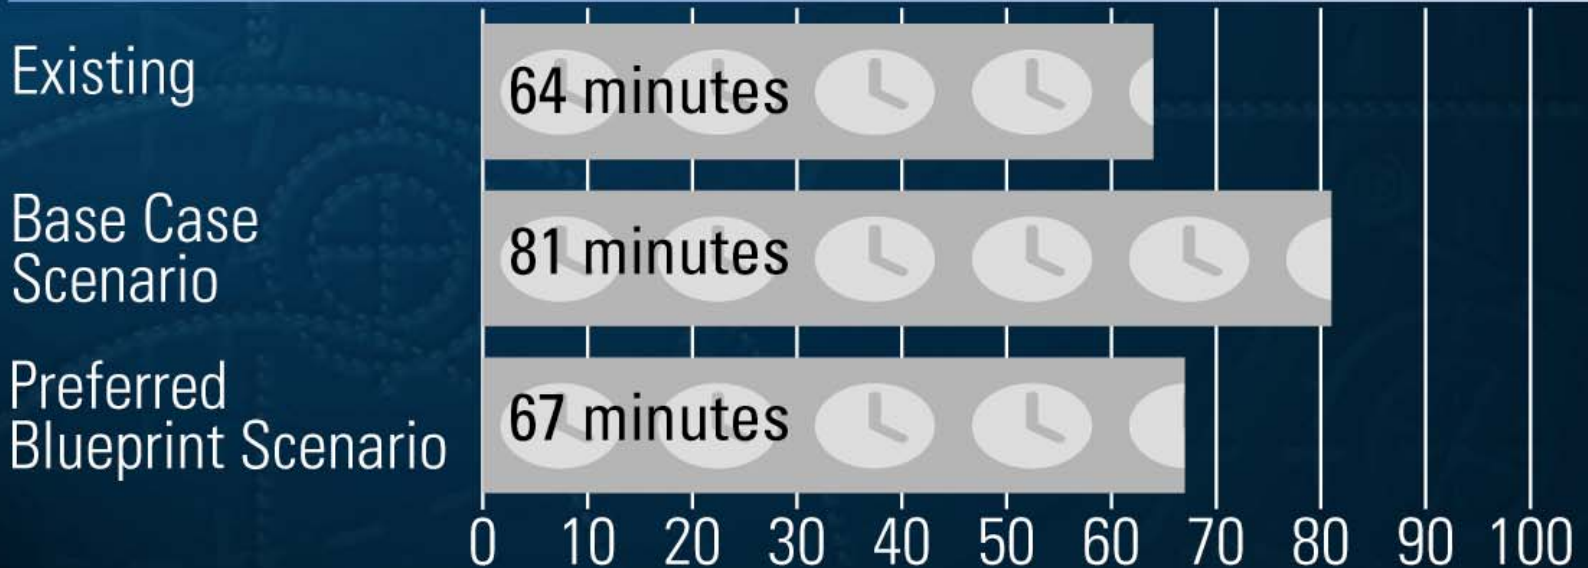 Existing
64 minutes
Base Case
Scenario
81 minutes
Preferred
Blueprint Scenario
67 minutes
0 10 20 30 40 50 60 70 80 90 100